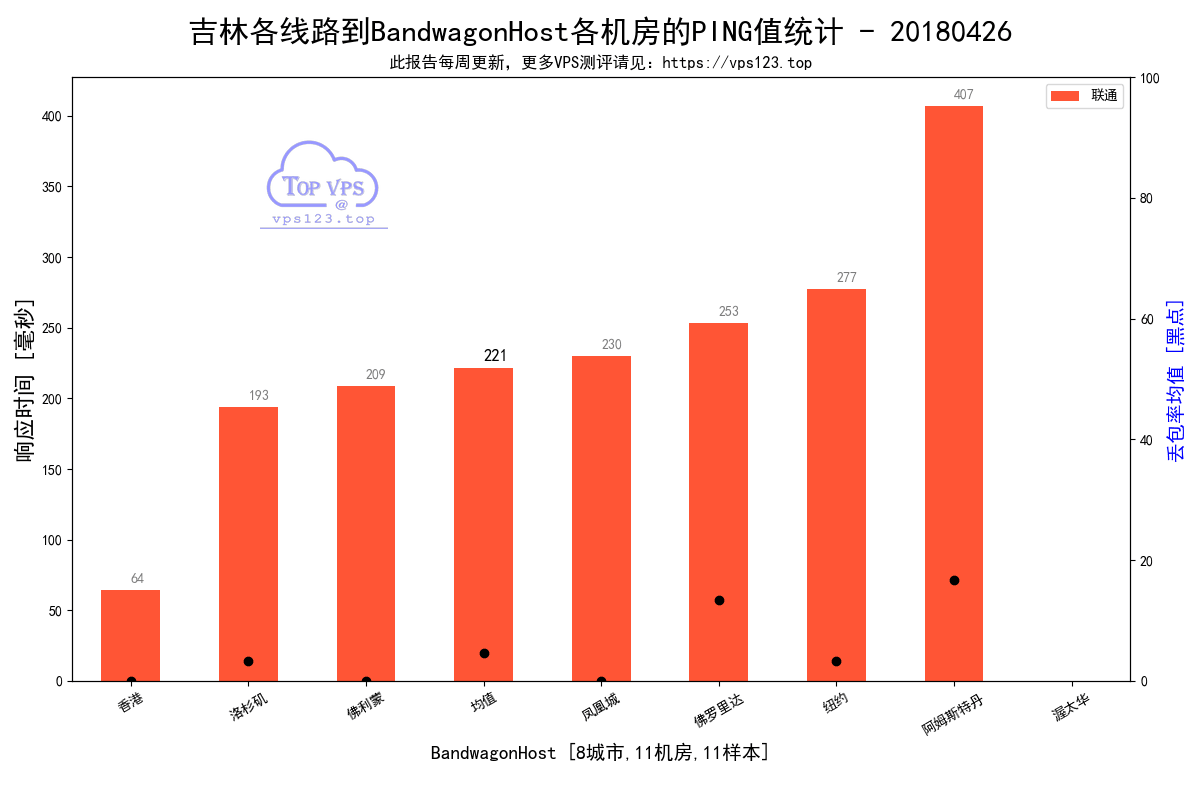 吉林各线路到BandwagonHost各机房的PING值统计 - 20180426
此报告每周更新，更多VPS测评请见：https://vps123.top
联通
TOP VPS
@
vps123.top
响应时间 [毫秒]
400
350
300
250
200
150
100
50
0
64
193
209
221
230
253
277
407
100
80
60
40
20
0
丢包率均值 [黑点]
香港
洛杉矶
佛利蒙
均值
凤凰城
佛罗里达
纽约
阿姆斯特丹
渥太华
BandwagonHost [8城市,11机房,11样本]